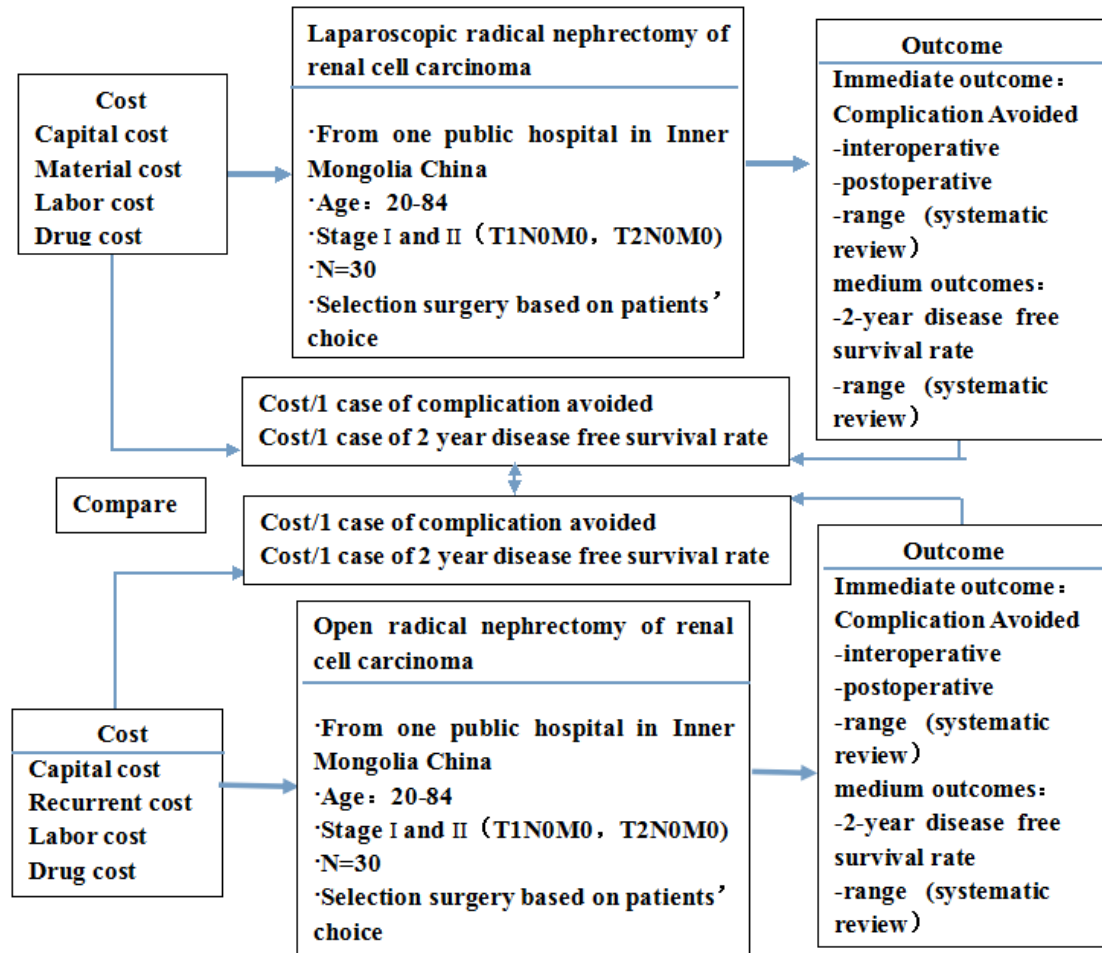 Cost
Capital cost
Material cost
Labor cost
Drug cost
Laparoscopic radical nephrectomy of
renal cell carcinoma
·From one public hospital in Inner
Mongolia China
·Age：20-84
·Stage Ⅰ and Ⅱ（T1N0M0，T2N0M0)
·N=30
·Selection surgery based on patients’
choice
Outcome
Immediate outcome：
Complication Avoided
-interoperative
-postoperative
-range (systematic
review）
medium outcomes：
-2-year disease free
survival rate
-range (systematic
review）
Cost/1 case of complication avoided
Cost/1 case of 2 year disease free survival rate
Compare
Cost/1 case of complication avoided
Cost/1 case of 2 year disease free survival rate
Cost
Capital cost
Recurrent cost
Labor cost
Drug cost
Open radical nephrectomy of renal
cell carcinoma
·From one public hospital in Inner
Mongolia China
·Age：20-84
·Stage Ⅰ and Ⅱ（T1N0M0，T2N0M0)
·N=30
·Selection surgery based on patients’
choice
Outcome
Immediate outcome：
Complication Avoided
-interoperative
-postoperative
-range (systematic
review）
medium outcomes：
-2-year disease free
survival rate
-range (systematic
review）